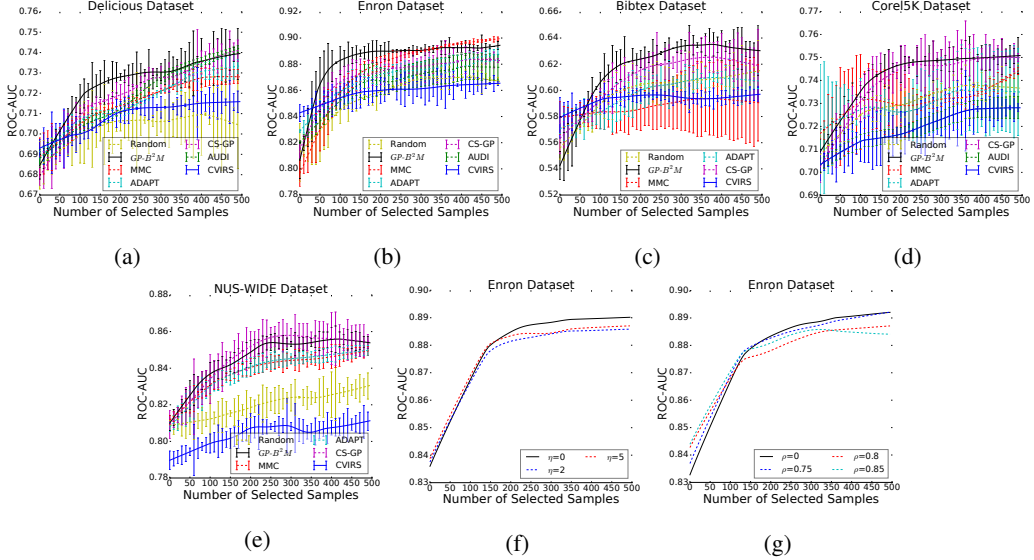 Delicious Dataset
0.76
0.75
0.74
0.73
0.72
0.71
0.70
0.69
0.68
0.67
0.66
ROC-AUC
0 50 100 150 200 250 300 350 400 450 500
Number of Selected Samples
Random
GP-B²M
MMC
ADAPT
CS-GP
AUDI
CVIRS
(a)
Enron Dataset
0.92
0.90
0.88
0.86
0.84
0.82
0.80
0.78
ROC-AUC
0 50 100 150 200 250 300 350 400 450 500
Number of Selected Samples
Random
GP-B²M
MMC
ADAPT
CS-GP
AUDI
CVIRS
(b)
Bibtex Dataset
0.70
0.68
0.66
0.64
0.62
0.60
0.58
0.56
0.54
0.52
ROC-AUC
0 50 100 150 200 250 300 350 400 450 500
Number of Selected Samples
Random
GP-B²M
MMC
ADAPT
CS-GP
CVIRS
(c)
Corel5K Dataset
0.77
0.76
0.75
0.74
0.73
0.72
0.71
0.70
0.69
ROC-AUC
0 50 100 150 200 250 300 350 400 450 500
Number of Selected Samples
Random
GP-B²M
MMC
ADAPT
CS-GP
AUDI
CVIRS
(d)
NUS-WIDE Dataset
0.88
0.86
0.84
0.82
0.80
0.78
ROC-AUC
0 50 100 150 200 250 300 350 400 450 500
Number of Selected Samples
Random
GP-B²M
MMC
ADAPT
CS-GP
CVIRS
(e)
Enron Dataset
0.90
0.89
0.88
0.87
0.86
0.85
0.84
0.83
ROC-AUC
0 50 100 150 200 250 300 350 400 450 500
Number of Selected Samples
η=0
η=2
η=5
(f)
Enron Dataset
0.90
0.89
0.88
0.87
0.86
0.85
0.84
0.83
ROC-AUC
0 50 100 150 200 250 300 350 400 450 500
Number of Selected Samples
ρ=0
ρ=0.75
ρ=0.8
ρ=0.85
(g)